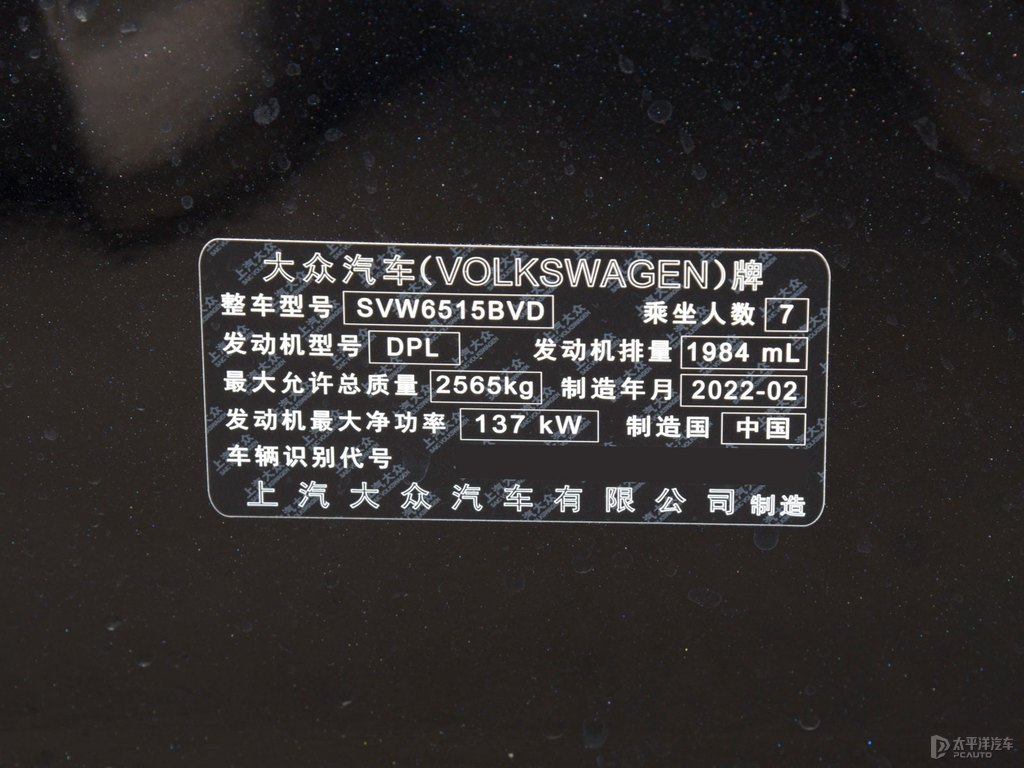 大众汽车(VOLKSWAGEN)牌
整车型号 SVW6515BVD 乘坐人数 7
发动机型号 DPL 发动机排量 1984 mL
最大允许总质量 2565kg 制造年月 2022-02
发动机最大净功率 137 kW 制造国 中国
车辆识别代号
上汽大众汽车有限公司 制造
太平洋汽车
PCAUTO